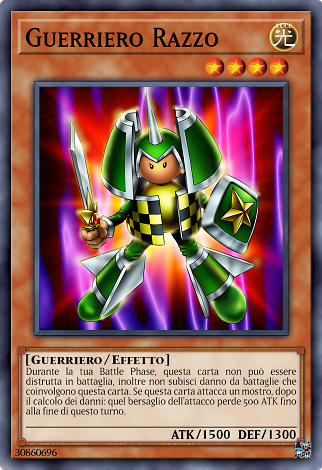 Guerriero Razzo
光
[Guerriero/Effetto]
Durante la tua Battle Phase, questa carta non può essere
distrutta in battaglia, inoltre non subisci danno da battaglie che
coinvolgono questa carta. Se questa carta attacca un mostro, dopo
il calcolo dei danni: quel bersaglio dell'attacco perde 500 ATK fino
alla fine di questo turno.
ATK/1500 DEF/1300
30860696